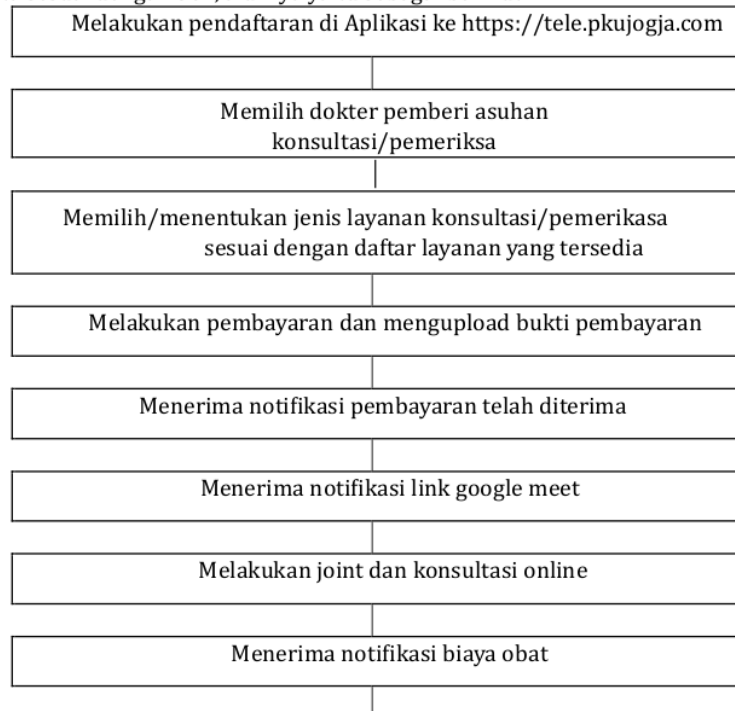 Melakukan pendaftaran di Aplikasi ke https://tele.pkujogja.com
Memilih dokter pemberi asuhan
konsultasi/pemeriksa
Memilih/menentukan jenis layanan konsultasi/pemerikasa
sesuai dengan daftar layanan yang tersedia
Melakukan pembayaran dan mengupload bukti pembayaran
Menerima notifikasi pembayaran telah diterima
Menerima notifikasi link google meet
Melakukan joint dan konsultasi online
Menerima notifikasi biaya obat